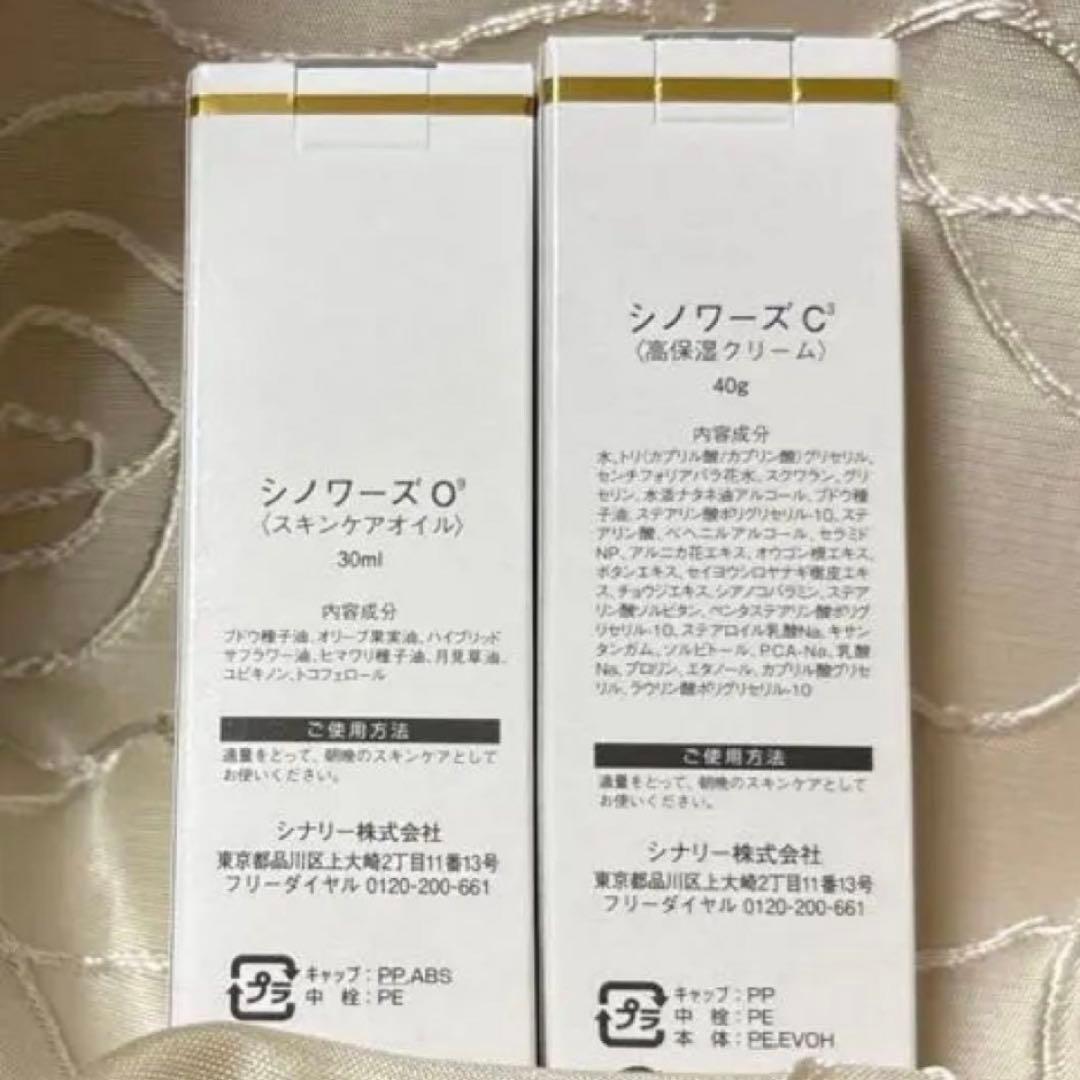 シノワーズ O⁹
〈スキンケアオイル〉
30ml
内容成分
ブドウ種子油、オリーブ果実油、ハイブリッド
サフラワー油、ヒマワリ種子油、月見草油、
ユビキノン、トコフェロール
ご使用方法
適量をとって、朝晩のスキンケアとして
お使いください。
シナリー株式会社
東京都品川区上大崎2丁目11番13号
フリーダイヤル 0120-200-661
プラ
キャップ：PP,ABS
中 栓：PE
シノワーズ C³
〈高保湿クリーム〉
40g
内容成分
水、トリ(カプリル酸/カプリン酸)グリセリル、
センチフォリアバラ花水、スクワラン、グリ
セリン、水添ナタネ油アルコール、ブドウ種
子油、ステアリン酸ポリグリセリル-10、ステ
アリン酸、ベヘニルアルコール、セラミド
NP、アルニカ花エキス、オウゴン根エキス、
ボタンエキス、セイヨウシロヤナギ樹皮エキ
ス、チョウジエキス、シアノコバラミン、ステア
リン酸ソルビタン、ペンタステアリン酸ポリグ
リセリル-10、ステアロイル乳酸Na、キサン
タンガム、ソルビトール、PCA-Na、乳酸
Na、プロリン、エタノール、カプリル酸グリセ
リル、ラウリン酸ポリグリセリル-10
ご使用方法
適量をとって、朝晩のスキンケアとして
お使いください。
シナリー株式会社
東京都品川区上大崎2丁目11番13号
フリーダイヤル 0120-200-661
プラ
キャップ：PP
中 栓：PE
本 体：PE,EVOH